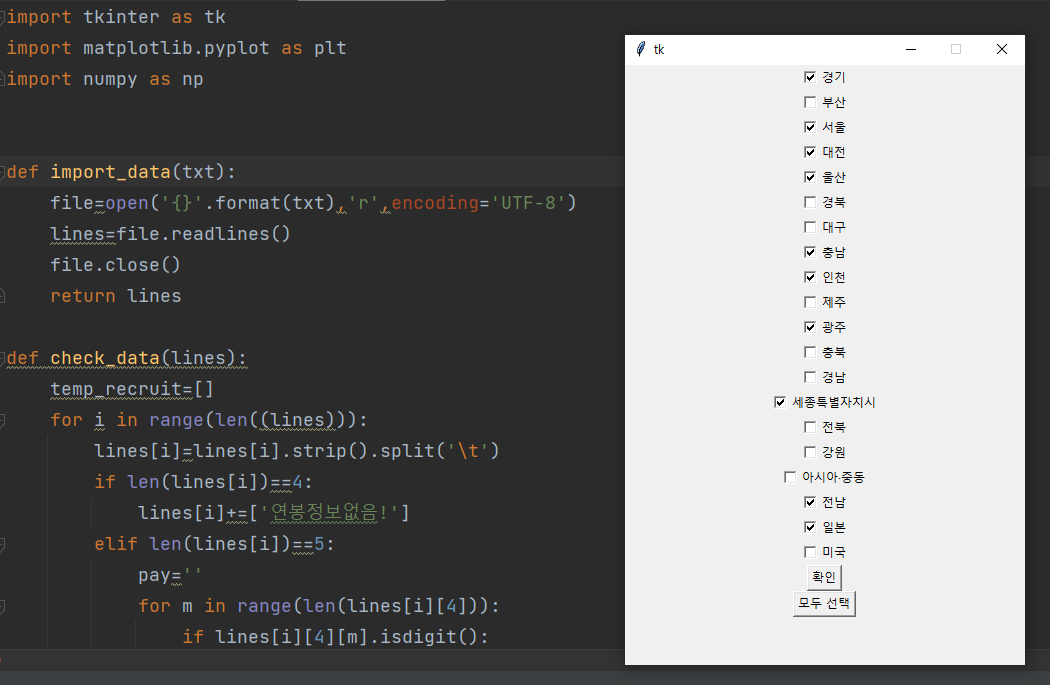 import tkinter as tk
import matplotlib.pyplot as plt
import numpy as np
def import_data(txt):
    file=open('{}'.format(txt),'r',encoding='UTF-8')
    lines=file.readlines()
    file.close()
    return lines
def check_data(lines):
    temp_recruit=[]
    for i in range(len((lines))):
        lines[i]=lines[i].strip().split('\t')
        if len(lines[i])==4:
            lines[i]+=['연봉정보없음!']
        elif len(lines[i])==5:
            pay=''
            for m in range(len(lines[i][4])):
                if lines[i][4][m].isdigit():
tk
경기
부산
서울
대전
울산
경북
대구
충남
인천
제주
광주
충북
경남
세종특별자치시
전북
강원
아시아·중동
전남
일본
미국
확인
모두 선택